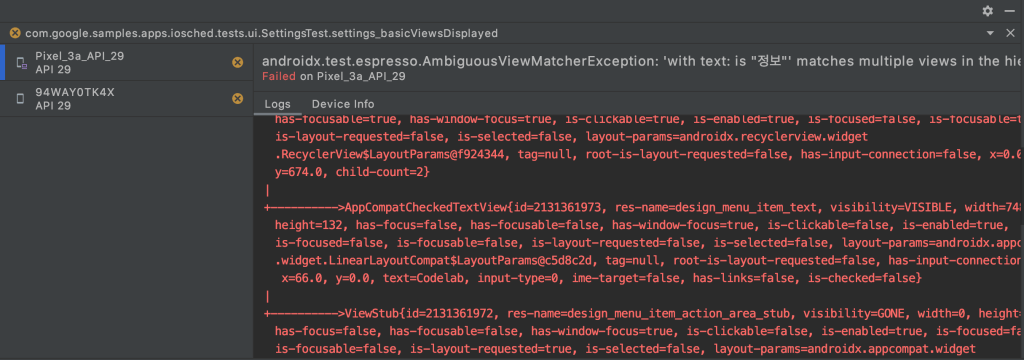 com.google.samples.apps.iosched.tests.ui.SettingsTest.settings_basicViewsDisplayed
Pixel_3a_API_29
API 29
94WAY0TK4X
API 29
androidx.test.espresso.AmbiguousViewMatcherException: 'with text: is "정보"' matches multiple views in the hie
Failed on Pixel_3a_API_29
Logs Device Info
has-focusable=true, has-window-focus=true, is-clickable=true, is-enabled=true, is-focused=false, is-focusable=t
is-layout-requested=false, is-selected=false, layout-params=androidx.recyclerview.widget
.RecyclerView$LayoutParams@f924344, tag=null, root-is-layout-requested=false, has-input-connection=false, x=0.0
y=674.0, child-count=2}
|
+---------->AppCompatCheckedTextView{id=2131361973, res-name=design_menu_item_text, visibility=VISIBLE, width=748
height=132, has-focus=false, has-focusable=false, has-window-focus=true, is-clickable=false, is-enabled=true,
is-focused=false, is-focusable=false, is-layout-requested=false, is-selected=false, layout-params=androidx.appc
.widget.LinearLayoutCompat$LayoutParams@c5d8c2d, tag=null, root-is-layout-requested=false, has-input-connection
x=66.0, y=0.0, text=Codelab, input-type=0, ime-target=false, has-links=false, is-checked=false}
|
+---------->ViewStub{id=2131361972, res-name=design_menu_item_action_area_stub, visibility=GONE, width=0, height=
has-focus=false, has-focusable=false, has-window-focus=true, is-clickable=false, is-enabled=true, is-focused=fa
is-focusable=false, is-layout-requested=true, is-selected=false, layout-params=androidx.appcompat.widget